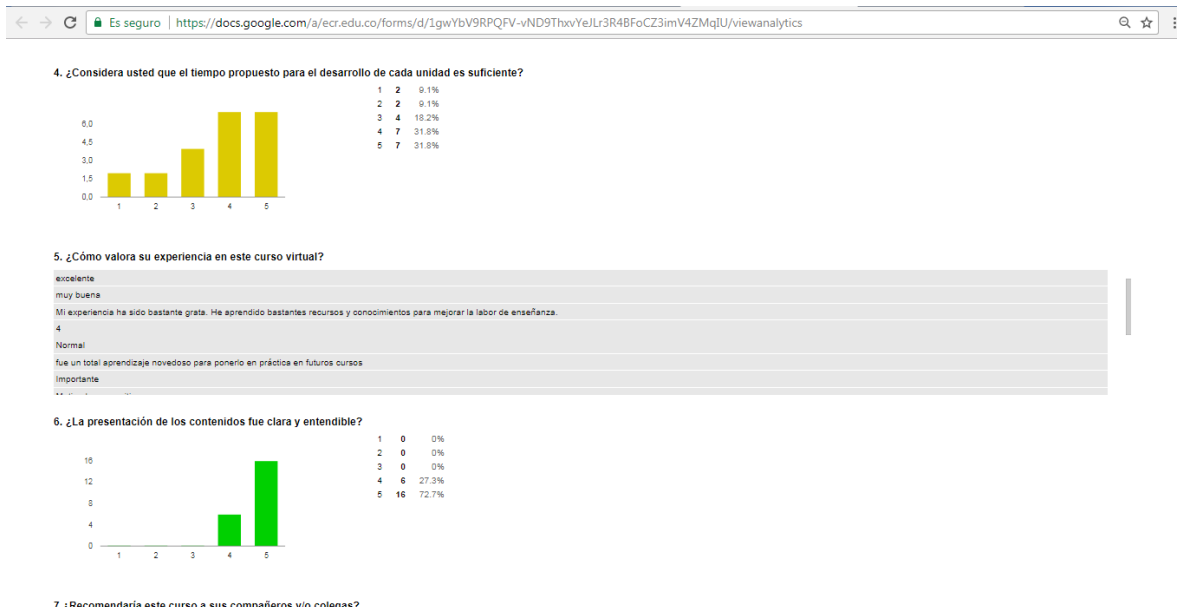 Es seguro | https://docs.google.com/a/ecr.edu.co/forms/d/1gwYbV9RPQFV-vND9ThxvYeJLr3R4BFoCZ3imV4ZMqIU/viewanalytics
4. ¿Considera usted que el tiempo propuesto para el desarrollo de cada unidad es suficiente?
1 2 9.1%
2 2 9.1%
3 4 18.2%
4 7 31.8%
5 7 31.8%
6,0
4,5
3,0
1,5
0,0
1 2 3 4 5
5. ¿Cómo valora su experiencia en este curso virtual?
excelente
muy buena
Mi experiencia ha sido bastante grata. He aprendido bastantes recursos y conocimientos para mejorar la labor de enseñanza.
4
Normal
fue un total aprendizaje novedoso para ponerlo en práctica en futuros cursos
Importante
6. ¿La presentación de los contenidos fue clara y entendible?
1 0 0%
2 0 0%
3 0 0%
4 6 27.3%
5 16 72.7%
16
12
8
4
0
1 2 3 4 5
7. ¿Recomendaría este curso a sus compañeros y/o colegas?